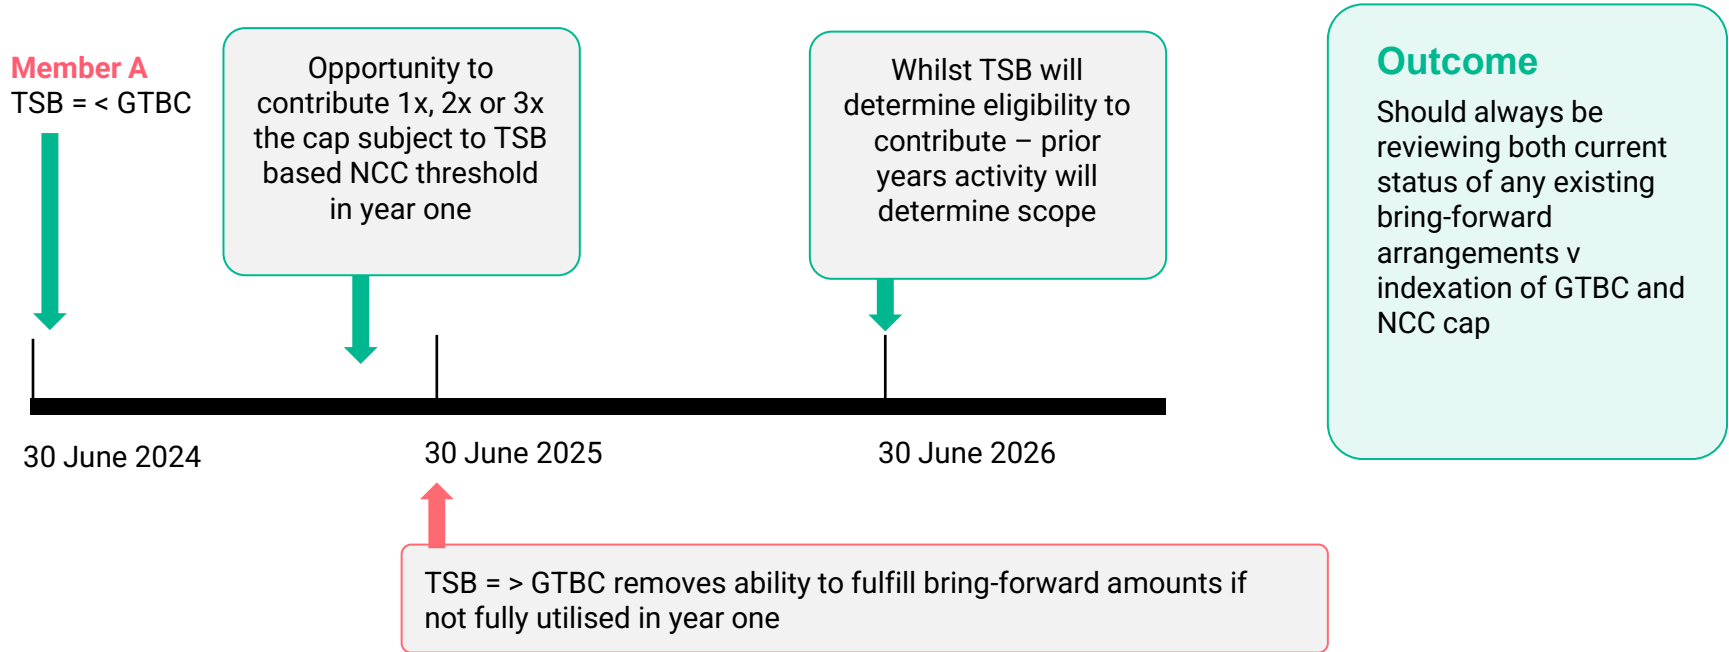 Member A
TSB = < GTBC
Opportunity to
contribute 1x, 2x or 3x
the cap subject to TSB
based NCC threshold
in year one
Whilst TSB will
determine eligibility to
contribute – prior
years activity will
determine scope
Outcome
Should always be
reviewing both current
status of any existing
bring-forward
arrangements v
indexation of GTBC and
NCC cap
30 June 2024
30 June 2025
30 June 2026
TSB = > GTBC removes ability to fulfill bring-forward amounts if
not fully utilised in year one